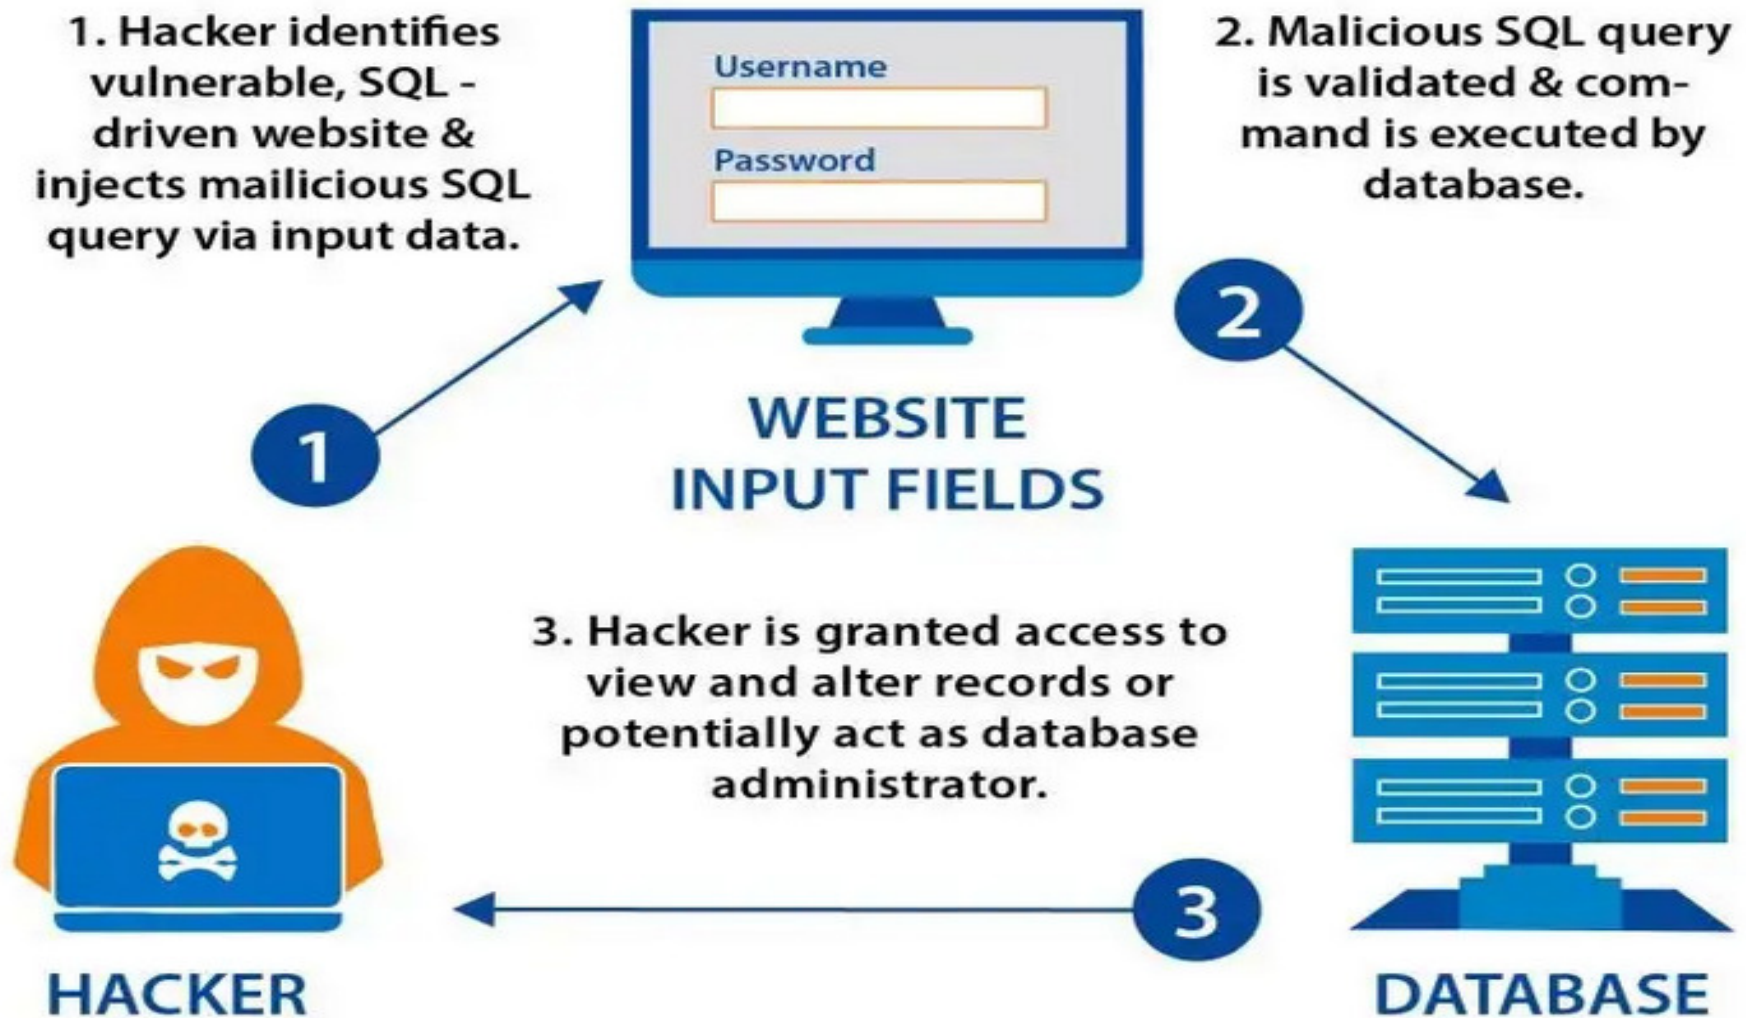 1. Hacker identifies
vulnerable, SQL -
driven website &
injects mailicious SQL
query via input data.
Username
Password
2. Malicious SQL query
is validated & com-
mand is executed by
database.
1
2
WEBSITE
INPUT FIELDS
3. Hacker is granted access to
view and alter records or
potentially act as database
administrator.
3
HACKER
DATABASE